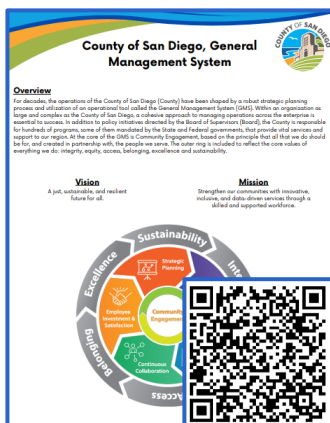 COUNTY OF SAN DIEGO
County of San Diego, General
Management System
Overview
For decades, the operations of the County of San Diego (County) have been shaped by a robust strategic planning
process and utilization of an operational tool called the General Management System (GMS). Within an organization as
large and complex as the County of San Diego, a cohesive approach to managing operations across the enterprise is
essential to success. In addition to policy initiatives directed by the Board of Supervisors (Board), the County is responsible
for hundreds of programs, some of them mandated by the State and Federal governments, that provide vital services and
support to our region. At the core of the GMS is Community Engagement, based on the principle that all that we do should
be for, and created in partnership with, the people we serve. The outer ring is included to reflect the core values of
everything we do: integrity, equity, access, belonging, excellence and sustainability.
Vision
A just, sustainable, and resilient
future for all.
Mission
Strengthen our communities with innovative,
inclusive, and data-driven services through a
skilled and supported workforce.
Sustainability
Excellence
Int
Strategic
Planning
Employee
Investment &
Satisfaction
Community
Engagement
Belonging
Continuous
Collaboration
Access